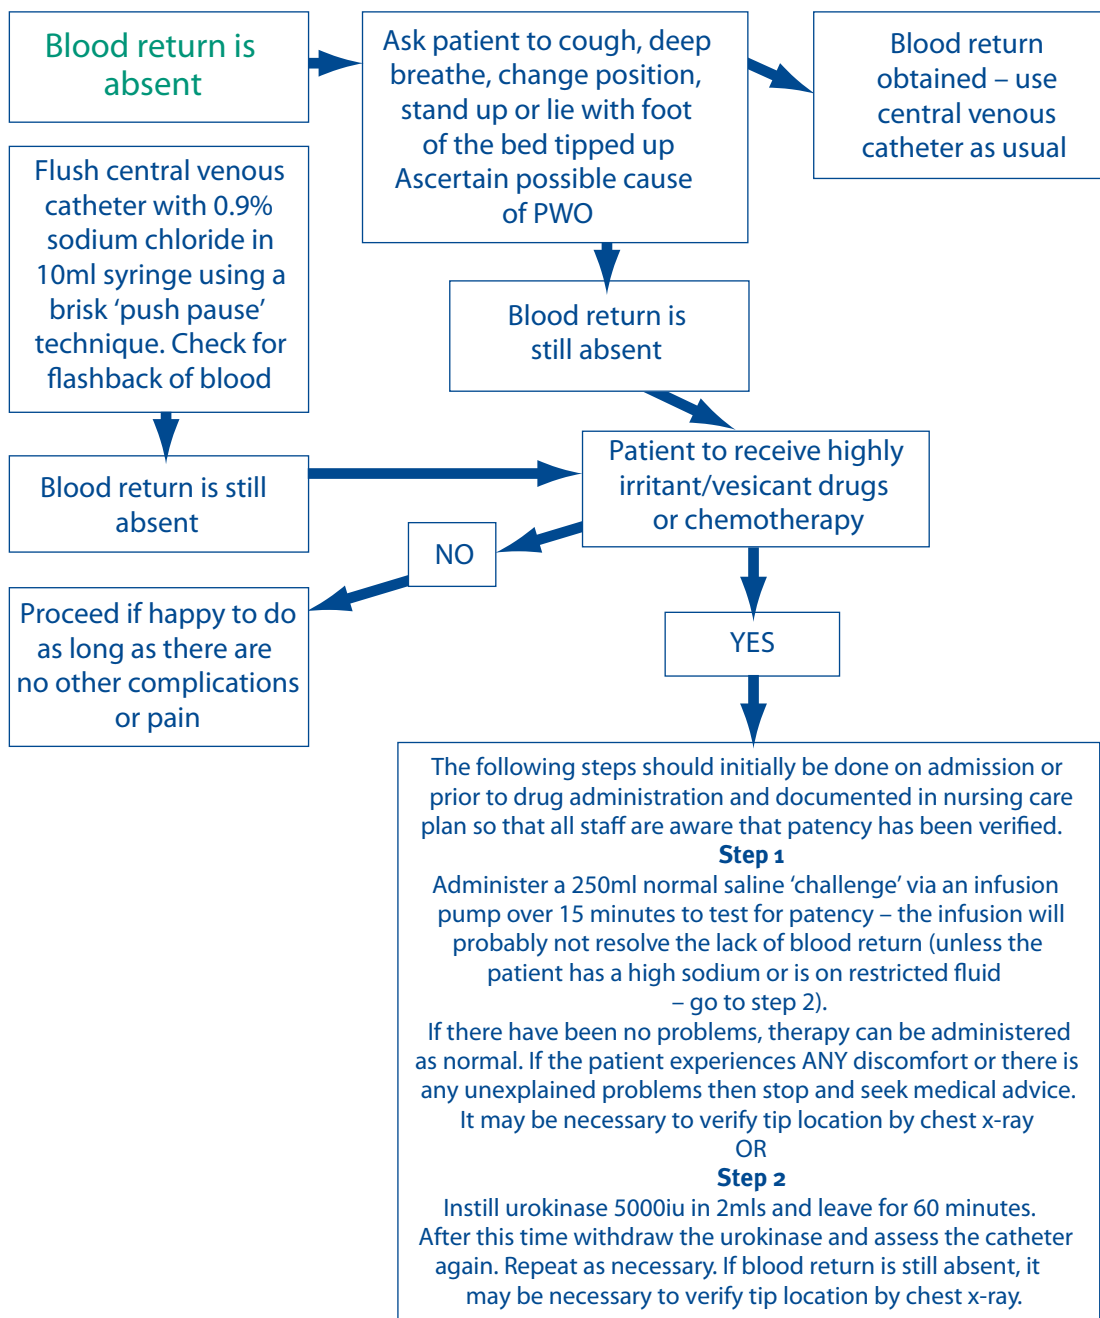 Blood return is
absent
Ask patient to cough, deep
breathe, change position,
stand up or lie with foot
of the bed tipped up
Ascertain possible cause
of PWO
Blood return
obtained – use
central venous
catheter as usual
Flush central venous
catheter with 0.9%
sodium chloride in
10ml syringe using a
brisk ‘push pause’
technique. Check for
flashback of blood
Blood return is
still absent
Blood return is still
absent
Patient to receive highly
irritant/vesicant drugs
or chemotherapy
NO
Proceed if happy to do
as long as there are
no other complications
or pain
YES
The following steps should initially be done on admission or
prior to drug administration and documented in nursing care
plan so that all staff are aware that patency has been verified.
Step 1
Administer a 250ml normal saline ‘challenge’ via an infusion
pump over 15 minutes to test for patency – the infusion will
probably not resolve the lack of blood return (unless the
patient has a high sodium or is on restricted fluid
– go to step 2).
If there have been no problems, therapy can be administered
as normal. If the patient experiences ANY discomfort or there is
any unexplained problems then stop and seek medical advice.
It may be necessary to verify tip location by chest x-ray
OR
Step 2
Instill urokinase 5000iu in 2mls and leave for 60 minutes.
After this time withdraw the urokinase and assess the catheter
again. Repeat as necessary. If blood return is still absent, it
may be necessary to verify tip location by chest x-ray.